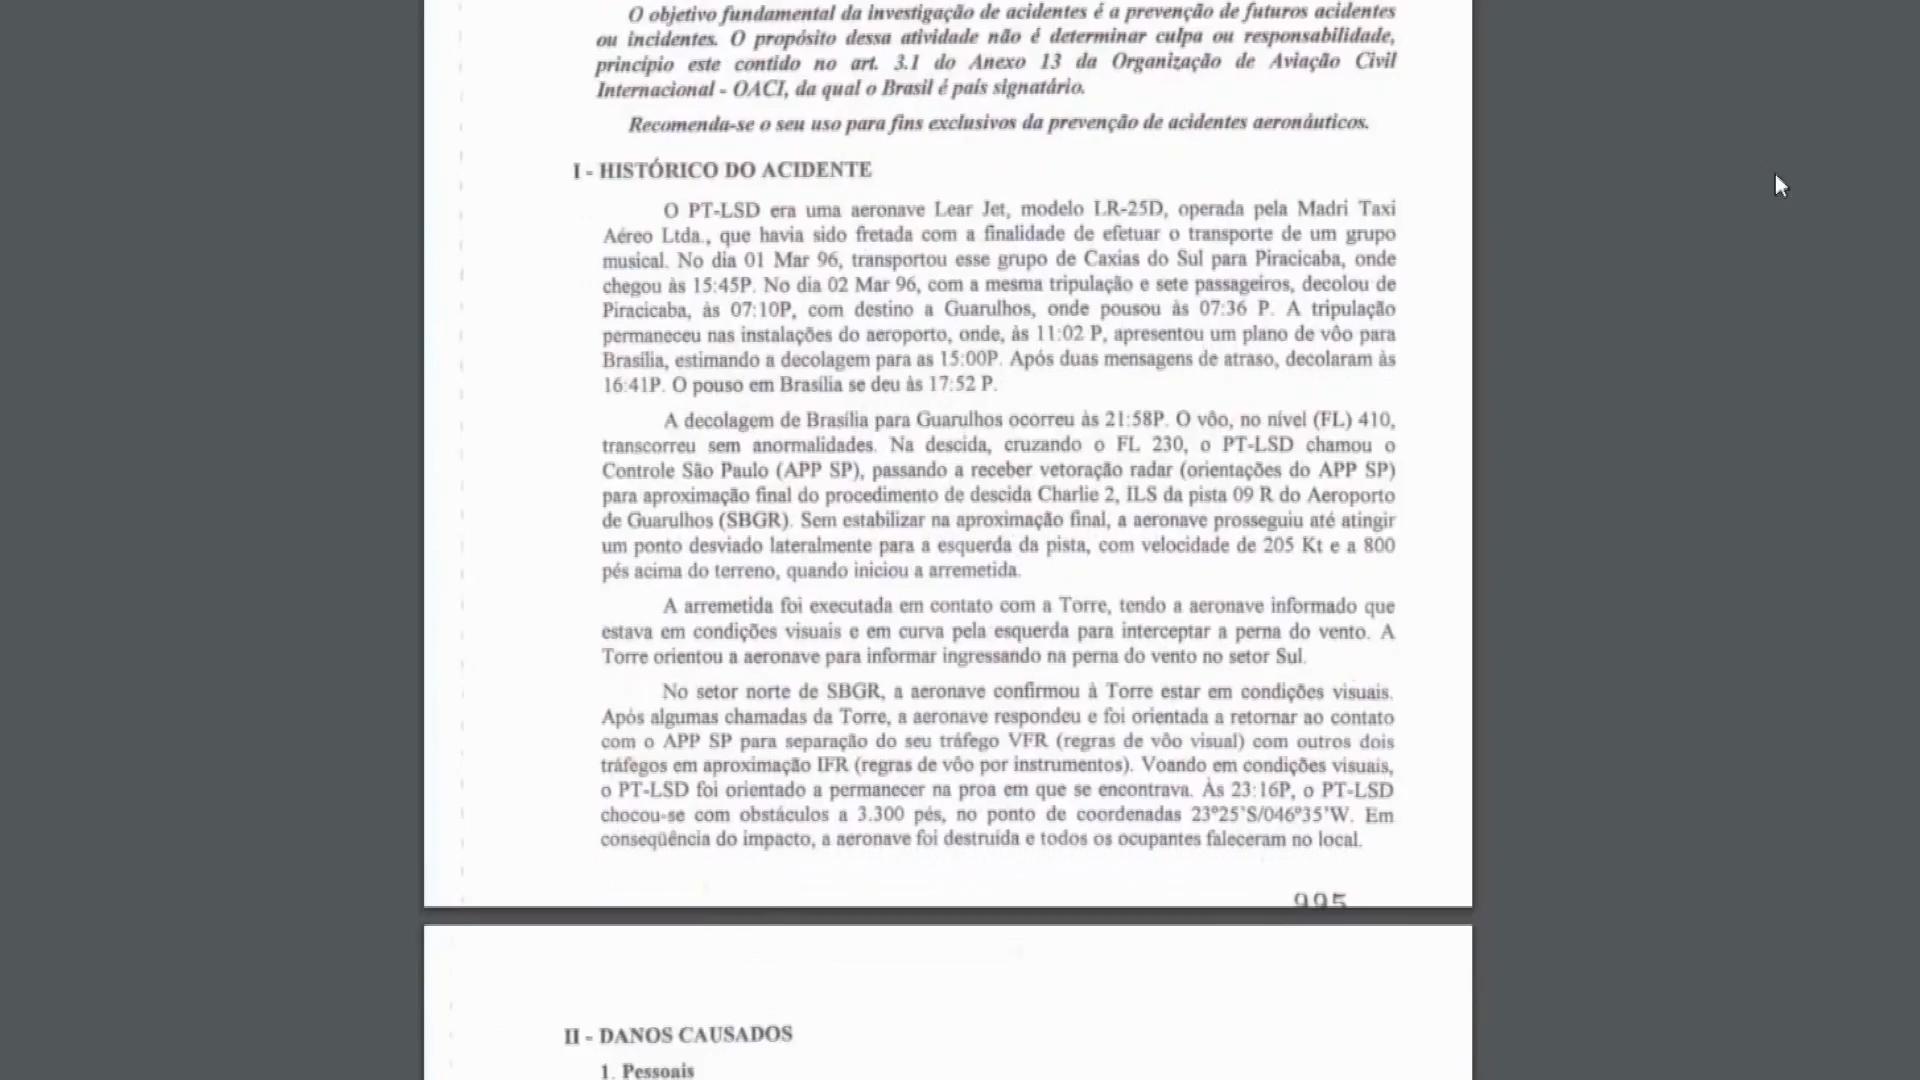 O objetivo fundamental da investigação de acidentes é a prevenção de futuros acidentes
ou incidentes. O propósito dessa atividade não é determinar culpa ou responsabilidade,
princípio este contido no art. 3.1 do Anexo 13 da Organização de Aviação Civil
Internacional - OACI, da qual o Brasil é país signatário.
Recomenda-se o seu uso para fins exclusivos da prevenção de acidentes aeronáuticos.
I - HISTÓRICO DO ACIDENTE
O PT-LSD era uma aeronave Lear Jet, modelo LR-25D, operada pela Madri Taxi
Aéreo Ltda., que havia sido fretada com a finalidade de efetuar o transporte de um grupo
musical. No dia 01 Mar 96, transportou esse grupo de Caxias do Sul para Piracicaba, onde
chegou às 15:45P. No dia 02 Mar 96, com a mesma tripulação e sete passageiros, decolou de
Piracicaba, às 07:10P, com destino a Guarulhos, onde pousou às 07:36 P. A tripulação
permaneceu nas instalações do aeroporto, onde, às 11:02 P, apresentou um plano de vôo para
Brasília, estimando a decolagem para as 15:00P. Após duas mensagens de atraso, decolaram às
16:41P. O pouso em Brasília se deu às 17:52 P.
A decolagem de Brasília para Guarulhos ocorreu às 21:58P. O vôo, no nível (FL) 410,
transcorreu sem anormalidades. Na descida, cruzando o FL 230, o PT-LSD chamou o
Controle São Paulo (APP SP), passando a receber vetoração radar (orientações do APP SP)
para aproximação final do procedimento de descida Charlie 2, ILS da pista 09 R do Aeroporto
de Guarulhos (SBGR). Sem estabilizar na aproximação final, a aeronave prosseguiu até atingir
um ponto desviado lateralmente para a esquerda da pista, com velocidade de 205 Kt e a 800
pés acima do terreno, quando iniciou a arremetida.
A arremetida foi executada em contato com a Torre, tendo a aeronave informado que
estava em condições visuais e em curva pela esquerda para interceptar a perna do vento. A
Torre orientou a aeronave para informar ingressando na perna do vento no setor Sul.
No setor norte de SBGR, a aeronave confirmou à Torre estar em condições visuais.
Após algumas chamadas da Torre, a aeronave respondeu e foi orientada a retornar ao contato
com o APP SP para separação do seu tráfego VFR (regras de vôo visual) com outros dois
tráfegos em aproximação IFR (regras de vôo por instrumentos). Voando em condições visuais,
o PT-LSD foi orientado a permanecer na proa em que se encontrava. Às 23:16P, o PT-LSD
chocou-se com obstáculos a 3.300 pés, no ponto de coordenadas 23º25'S/046º35'W. Em
conseqüência do impacto, a aeronave foi destruída e todos os ocupantes faleceram no local.
995
II - DANOS CAUSADOS
1. Pessoais